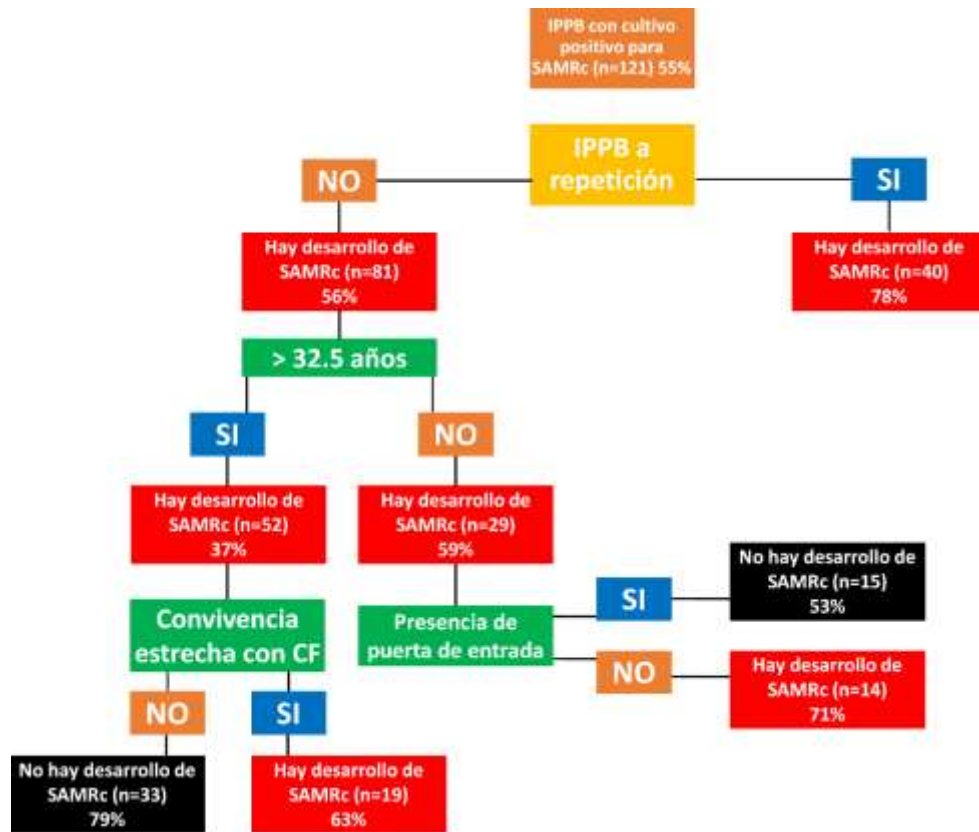 IPPB con cultivo
positivo para
SAMRc (n=121) 55%
IPPB a
repetición
NO
SI
Hay desarrollo de
SAMRc (n=81)
56%
Hay desarrollo de
SAMRc (n=40)
78%
> 32.5 años
SI
NO
Hay desarrollo de
SAMRc (n=52)
37%
Hay desarrollo de
SAMRc (n=29)
59%
Convivencia
estrecha con CF
Presencia de
puerta de entrada
SI
No hay desarrollo de
SAMRc (n=15)
53%
NO
Hay desarrollo de
SAMRc (n=14)
71%
NO
SI
No hay desarrollo de
SAMRc (n=33)
79%
Hay desarrollo de
SAMRc (n=19)
63%